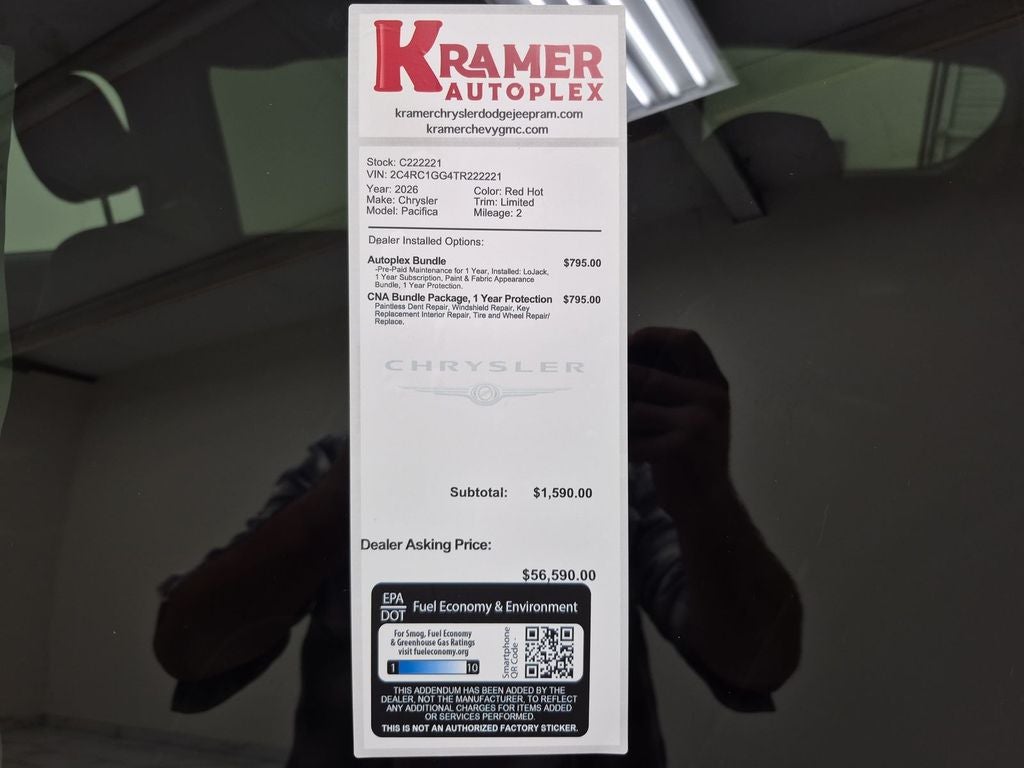 KRAMER
AUTOPLEX
kramerchryslerdodgejeepram.com
kramerchevygmc.com
Stock: C222221
VIN: 2C4RC1GG4TR222221
Year: 2026 Color: Red Hot
Make: Chrysler Trim: Limited
Model: Pacifica Mileage: 2
Dealer Installed Options:
Autoplex Bundle $795.00
-Pre-Paid Maintenance for 1 Year, Installed: LoJack,
1 Year Subscription, Paint & Fabric Appearance
Bundle, 1 Year Protection.
CNA Bundle Package, 1 Year Protection $795.00
Paintless Dent Repair, Windshield Repair, Key
Replacement Interior Repair, Tire and Wheel Repair/
Replace.
CHRYSLER
Subtotal: $1,590.00
Dealer Asking Price:
$56,590.00
EPA
DOT
Fuel Economy & Environment
For Smog, Fuel Economy
& Greenhouse Gas Ratings
visit fueleconomy.org
1 10
Smartphone
QR Code -
THIS ADDENDUM HAS BEEN ADDED BY THE
DEALER, NOT THE MANUFACTURER, TO REFLECT
ANY ADDITIONAL CHARGES FOR ITEMS ADDED
OR SERVICES PERFORMED.
THIS IS NOT AN AUTHORIZED FACTORY STICKER.